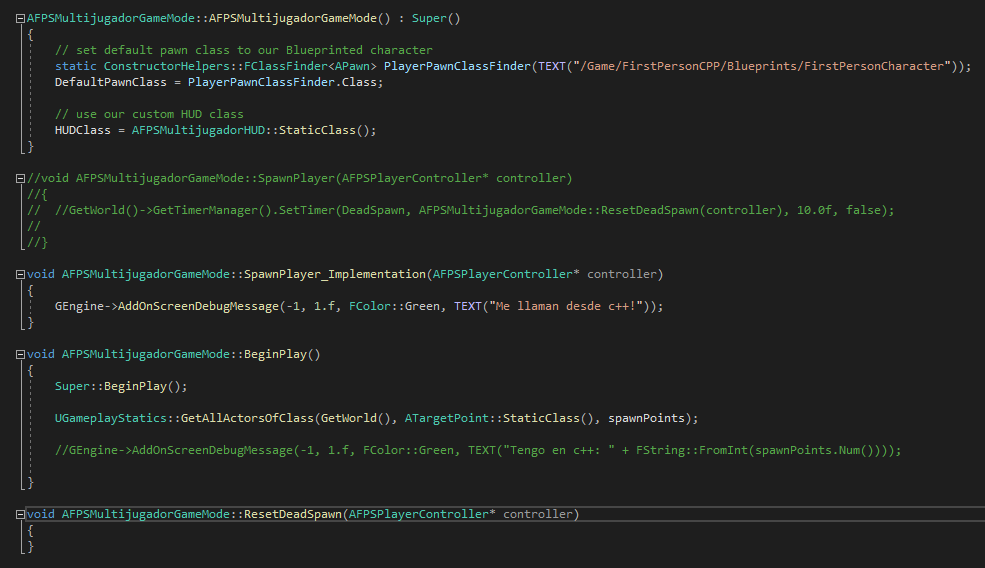 AFPSMultijugadorGameMode::AFPSMultijugadorGameMode() : Super()
{
// set default pawn class to our Blueprinted character
static ConstructorHelpers::FClassFinder<APawn> PlayerPawnClassFinder(TEXT("/Game/FirstPersonCPP/Blueprints/FirstPersonCharacter"));
DefaultPawnClass = PlayerPawnClassFinder.Class;
// use our custom HUD class
HUDClass = AFPSMultijugadorHUD::StaticClass();
}
//void AFPSMultijugadorGameMode::SpawnPlayer(AFPSPlayerController* controller)
//{
// //GetWorld()->GetTimerManager().SetTimer(DeadSpawn, AFPSMultijugadorGameMode::ResetDeadSpawn(controller), 10.0f, false);
//
//}
void AFPSMultijugadorGameMode::SpawnPlayer_Implementation(AFPSPlayerController* controller)
{
GEngine->AddOnScreenDebugMessage(-1, 1.f, FColor::Green, TEXT("Me llaman desde c++!"));
}
void AFPSMultijugadorGameMode::BeginPlay()
{
Super::BeginPlay();
UGameplayStatics::GetAllActorsOfClass(GetWorld(), ATargetPoint::StaticClass(), spawnPoints);
//GEngine->AddOnScreenDebugMessage(-1, 1.f, FColor::Green, TEXT("Tengo en c++: " + FString::FromInt(spawnPoints.Num())));
}
void AFPSMultijugadorGameMode::ResetDeadSpawn(AFPSPlayerController* controller)
{
}